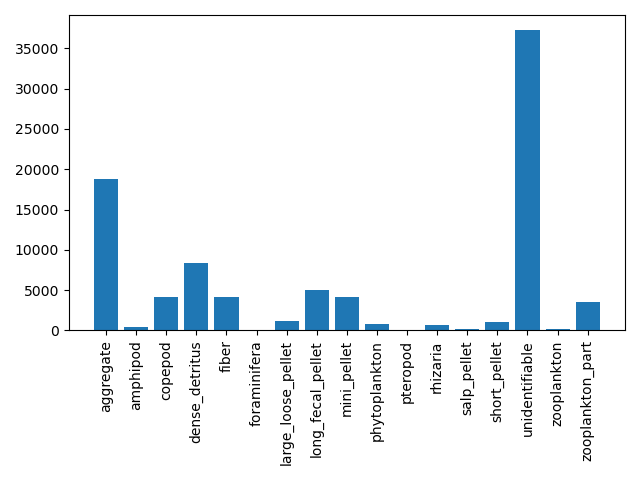 35000
30000
25000
20000
15000
10000
5000
0
aggregate
amphipod
copepod
dense_detritus
fiber
foraminifera
large_loose_pellet
long_fecal_pellet
mini_pellet
phytoplankton
pteropod
rhizaria
salp_pellet
short_pellet
unidentifiable
zooplankton
zooplankton_part